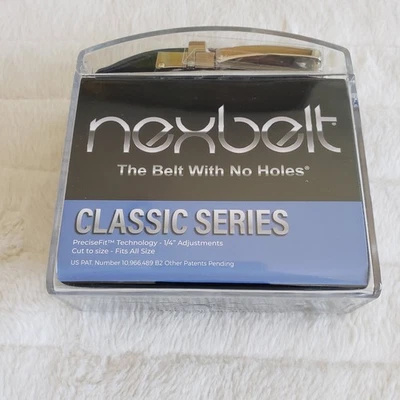 nexbelt
The Belt With No Holes®
CLASSIC SERIES
PreciseFit™ Technology - 1/4" Adjustments
Cut to size - Fits All Size
US PAT. Number 10,966,489 B2 Other Patents Pending